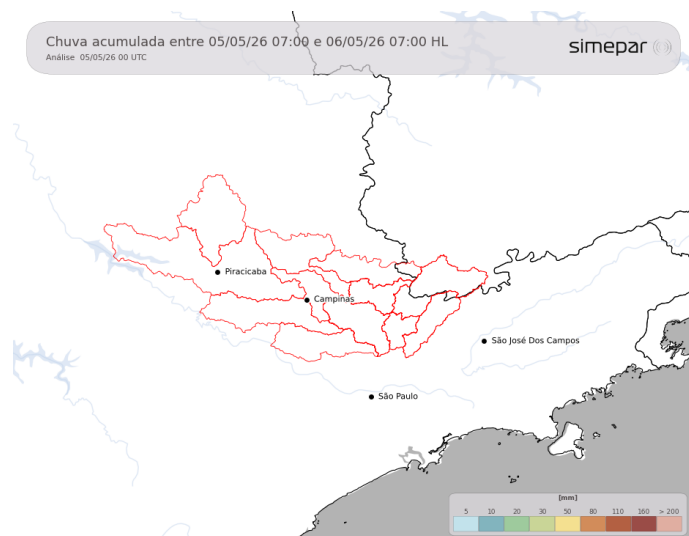 Chuva acumulada entre 05/05/26 07:00 e 06/05/26 07:00 HL
simepar
Análise 05/05/26 00 UTC
Piracicaba
Campinas
São José Dos Campos
São Paulo
[mm]
5 10 20 30 50 80 110 160 > 200